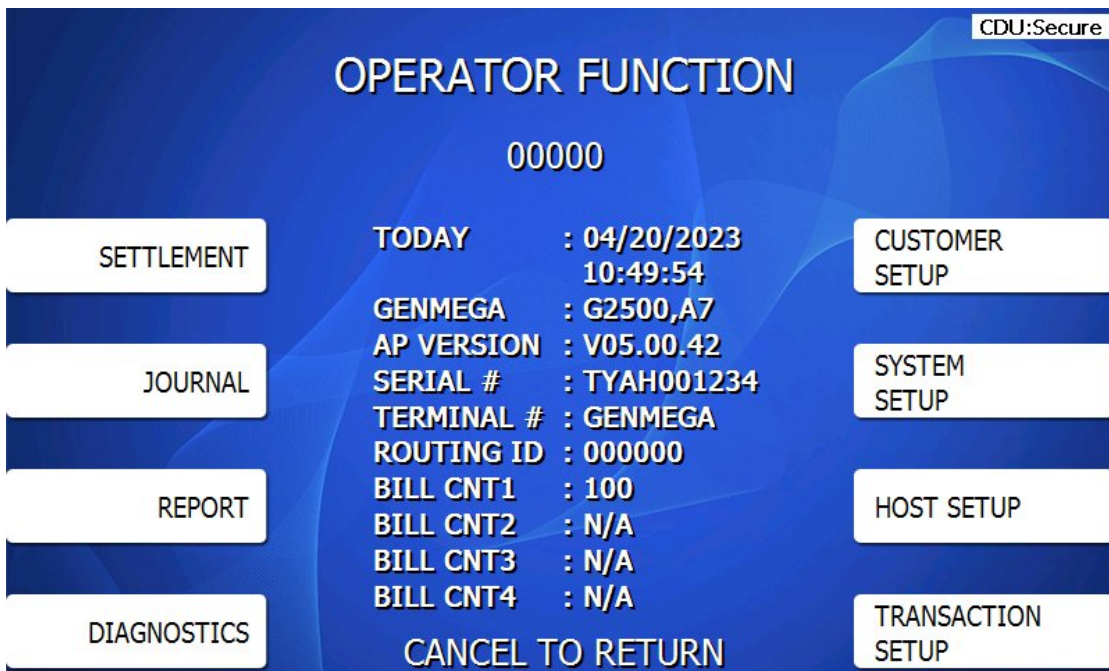 CDU:Secure
OPERATOR FUNCTION
00000
SETTLEMENT
JOURNAL
REPORT
DIAGNOSTICS
TODAY : 04/20/2023
10:49:54
GENMEGA : G2500,A7
AP VERSION : V05.00.42
SERIAL # : TYAH001234
TERMINAL # : GENMEGA
ROUTING ID : 000000
BILL CNT1 : 100
BILL CNT2 : N/A
BILL CNT3 : N/A
BILL CNT4 : N/A
CANCEL TO RETURN
CUSTOMER
SETUP
SYSTEM
SETUP
HOST SETUP
TRANSACTION
SETUP